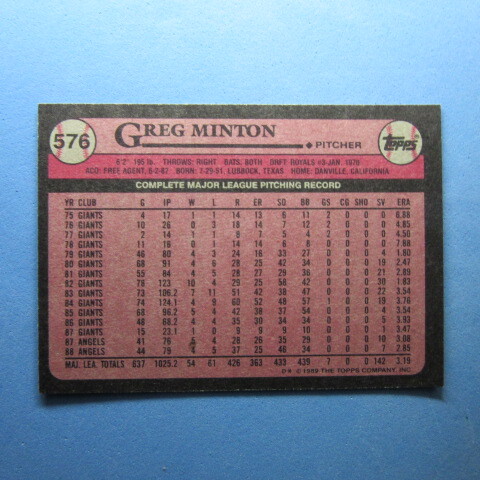 576
GREG MINTON
PITCHER
Topps
6'2" 195 lb. THROWS: RIGHT BATS: BOTH DRFT: ROYALS #3-JAN. 1970
ACQ: FREE AGENT, 6-2-87 BORN: 7-29-51, LUBBOCK, TEXAS HOME: DANVILLE, CALIFORNIA
COMPLETE MAJOR LEAGUE PITCHING RECORD
YR CLUB G IP W L R ER SO BB GS CG SHO SV ERA
75 GIANTS 4 17 1 1 14 13 6 11 2 0 0 0 6.88
76 GIANTS 10 26 0 3 18 14 7 12 2 0 0 0 4.85
77 GIANTS 2 14 1 1 7 7 5 4 2 0 0 0 4.50
78 GIANTS 11 16 0 1 14 14 6 8 0 0 0 0
79 GIANTS 46 80 4 3 24 16 33 27 0 0 0 4 1.80
80 GIANTS 68 91 4 6 28 25 42 34 0 0 0 19 2.47
81 GIANTS 55 84 4 5 28 27 29 36 0 0 0 21 2.89
82 GIANTS 78 123 10 4 29 25 58 42 0 0 0 30 1.83
83 GIANTS 73 106.2 7 11 51 42 38 47 0 0 0 22 3.54
84 GIANTS 74 124.1 4 9 60 52 48 57 1 0 0 19 3.76
85 GIANTS 68 96.2 5 4 42 38 37 54 0 0 0 4 3.54
86 GIANTS 48 68.2 4 4 35 30 34 34 0 0 0 5 3.93
87 GIANTS 15 23.1 1 0 9 9 9 10 0 0 0 1 3.47
87 ANGELS 41 76 5 4 28 26 35 29 0 0 0 10 3.08
88 ANGELS 44 79 4 5 37 25 46 34 0 0 0 7 2.85
MAJ. LEA. TOTALS 637 1025.2 54 61 426 363 433 439 7 0 0 142 3.19
© 1989 THE TOPPS COMPANY, INC.